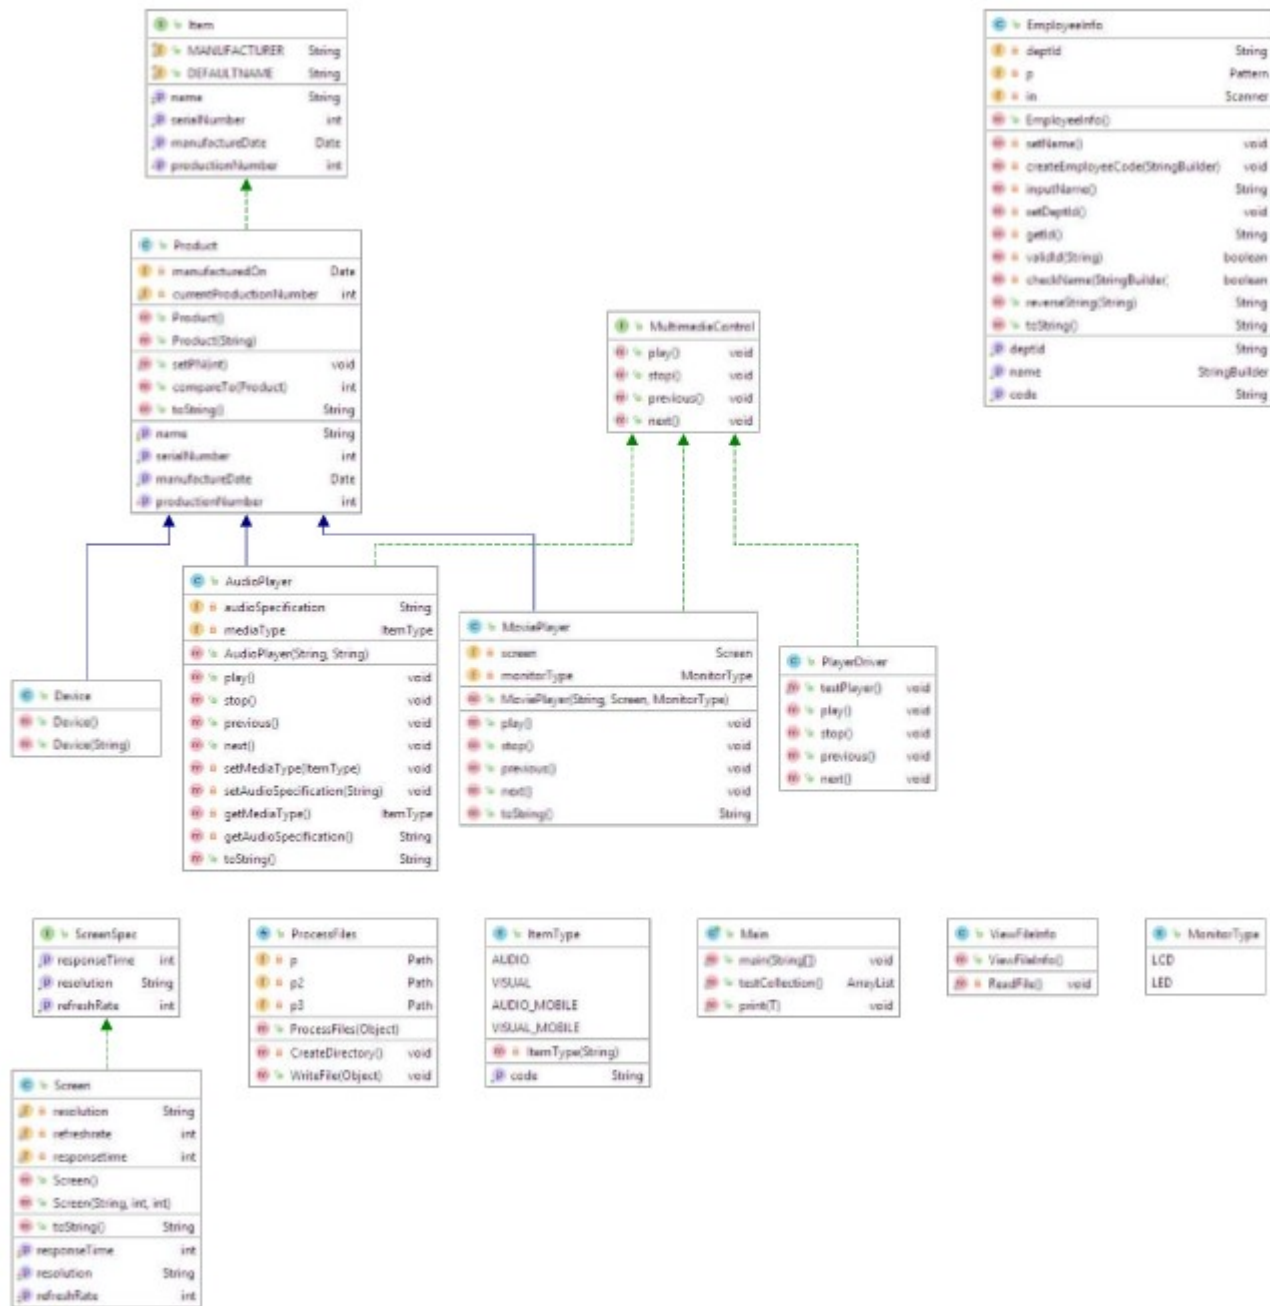 Item
MANUFACTURER String
DEFAULTNAME String
name String
serialNumber int
manufactureDate Date
productionNumber int
EmployeeInfo
deptId String
p Pattern
in Scanner
EmployeeInfo()
setName() void
createEmployeeCode(StringBuilder) void
inputName() String
setDeptId() void
getId() String
validId(String) boolean
checkName(StringBuilder) boolean
reverseString(String) String
toString() String
deptId String
name StringBuilder
code String
Product
manufacturedOn Date
currentProductionNumber int
Product()
Product(String)
setPN(int) void
compareTo(Product) int
toString() String
name String
serialNumber int
manufactureDate Date
productionNumber int
MultimediaControl
play() void
stop() void
previous() void
next() void
Device
Device()
Device(String)
AudioPlayer
audioSpecification String
mediaType ItemType
AudioPlayer(String, String)
play() void
stop() void
previous() void
next() void
setMediaType(ItemType) void
setAudioSpecification(String) void
getMediaType() ItemType
getAudioSpecification() String
toString() String
MoviePlayer
screen Screen
monitorType MonitorType
MoviePlayer(String, Screen, MonitorType)
play() void
stop() void
previous() void
next() void
toString() String
PlayerDriver
testPlayer() void
play() void
stop() void
previous() void
next() void
ScreenSpec
responseTime int
resolution String
refreshRate int
ProcessFiles
p Path
p2 Path
p3 Path
ProcessFiles(Object)
CreateDirectory() void
WriteFile(Object) void
ItemType
AUDIO
VISUAL
AUDIO_MOBILE
VISUAL_MOBILE
ItemType(String)
code String
Main
main(String[]) void
testCollection() ArrayList
print(T) void
ViewFileInfo
ViewFileInfo()
ReadFile() void
MonitorType
LCD
LED
Screen
resolution String
refreshrate int
responsetime int
Screen()
Screen(String, int, int)
toString() String
responseTime int
resolution String
refreshRate int